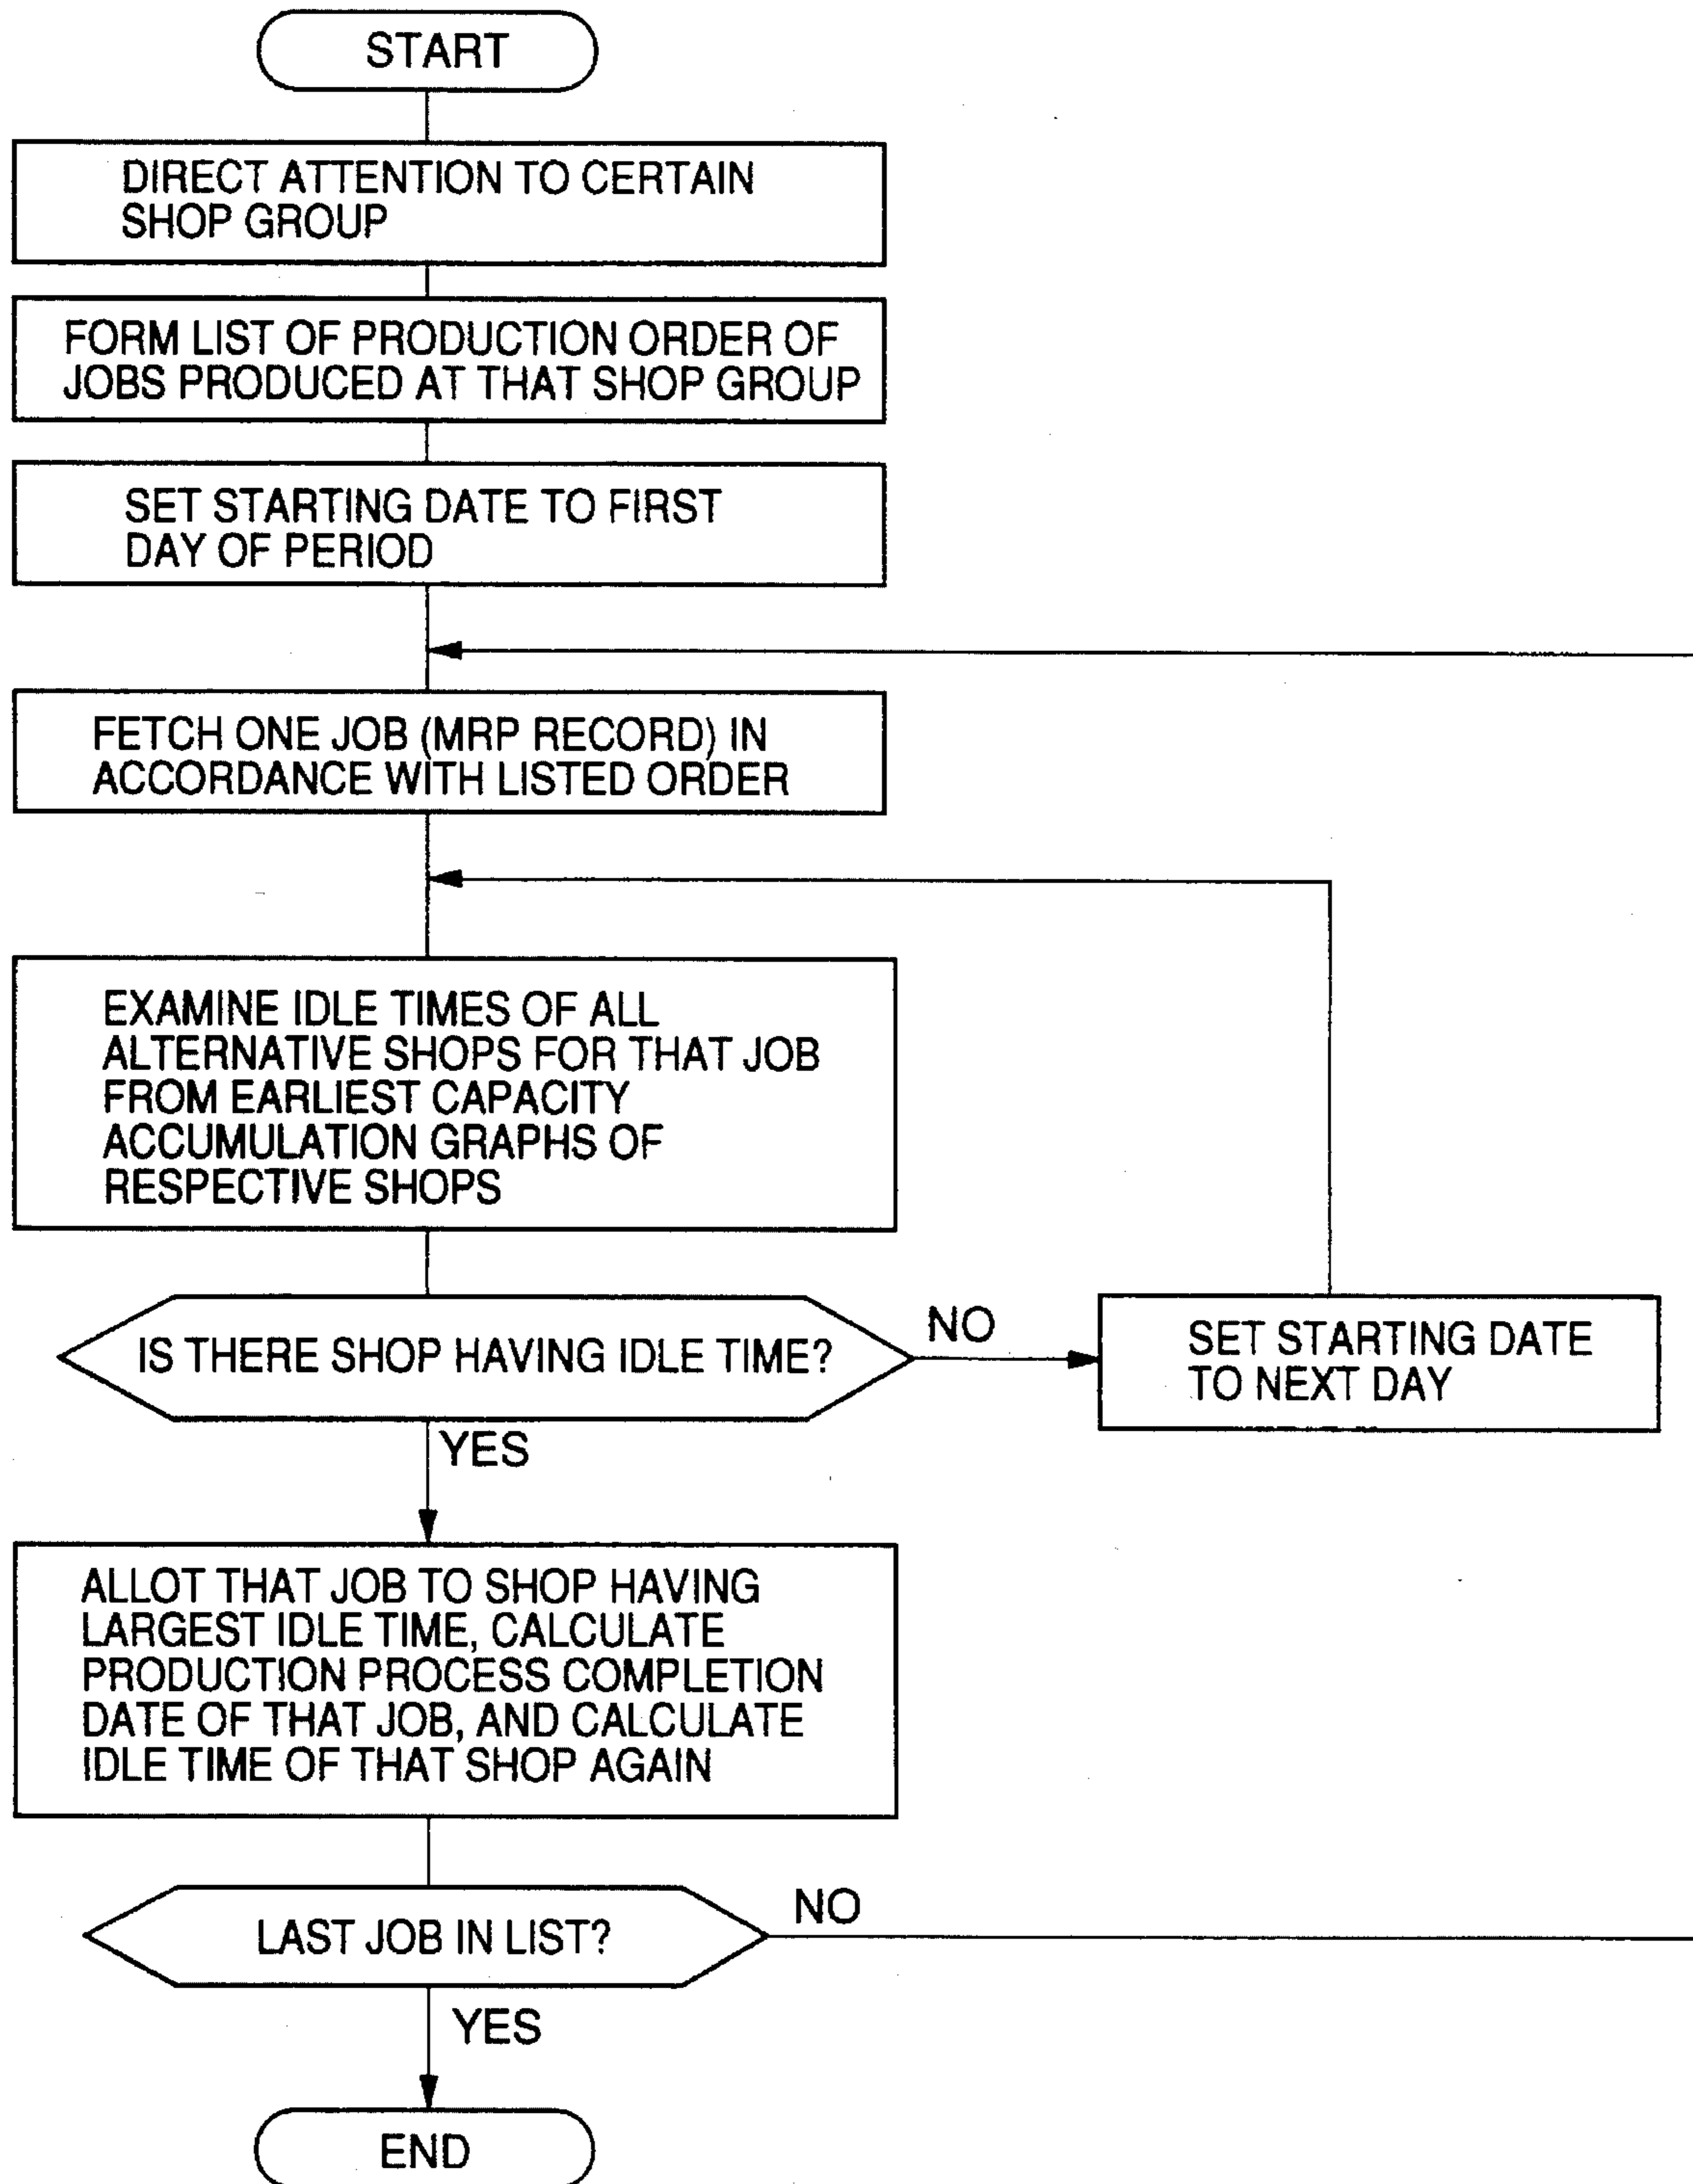 START
DIRECT ATTENTION TO CERTAIN
SHOP GROUP
FORM LIST OF PRODUCTION ORDER OF
JOBS PRODUCED AT THAT SHOP GROUP
SET STARTING DATE TO FIRST
DAY OF PERIOD
FETCH ONE JOB (MRP RECORD) IN
ACCORDANCE WITH LISTED ORDER
EXAMINE IDLE TIMES OF ALL
ALTERNATIVE SHOPS FOR THAT JOB
FROM EARLIEST CAPACITY
ACCUMULATION GRAPHS OF
RESPECTIVE SHOPS
IS THERE SHOP HAVING IDLE TIME?
NO
SET STARTING DATE
TO NEXT DAY
YES
ALLOT THAT JOB TO SHOP HAVING
LARGEST IDLE TIME, CALCULATE
PRODUCTION PROCESS COMPLETION
DATE OF THAT JOB, AND CALCULATE
IDLE TIME OF THAT SHOP AGAIN
LAST JOB IN LIST?
NO
YES
END